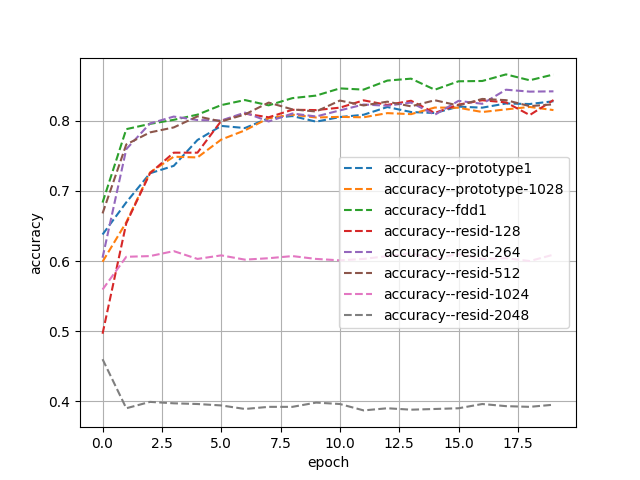 0.8
0.7
0.6
0.5
0.4
accuracy
accuracy--prototype1
accuracy--prototype-1028
accuracy--fdd1
accuracy--resid-128
accuracy--resid-264
accuracy--resid-512
accuracy--resid-1024
accuracy--resid-2048
0.0 2.5 5.0 7.5 10.0 12.5 15.0 17.5
epoch